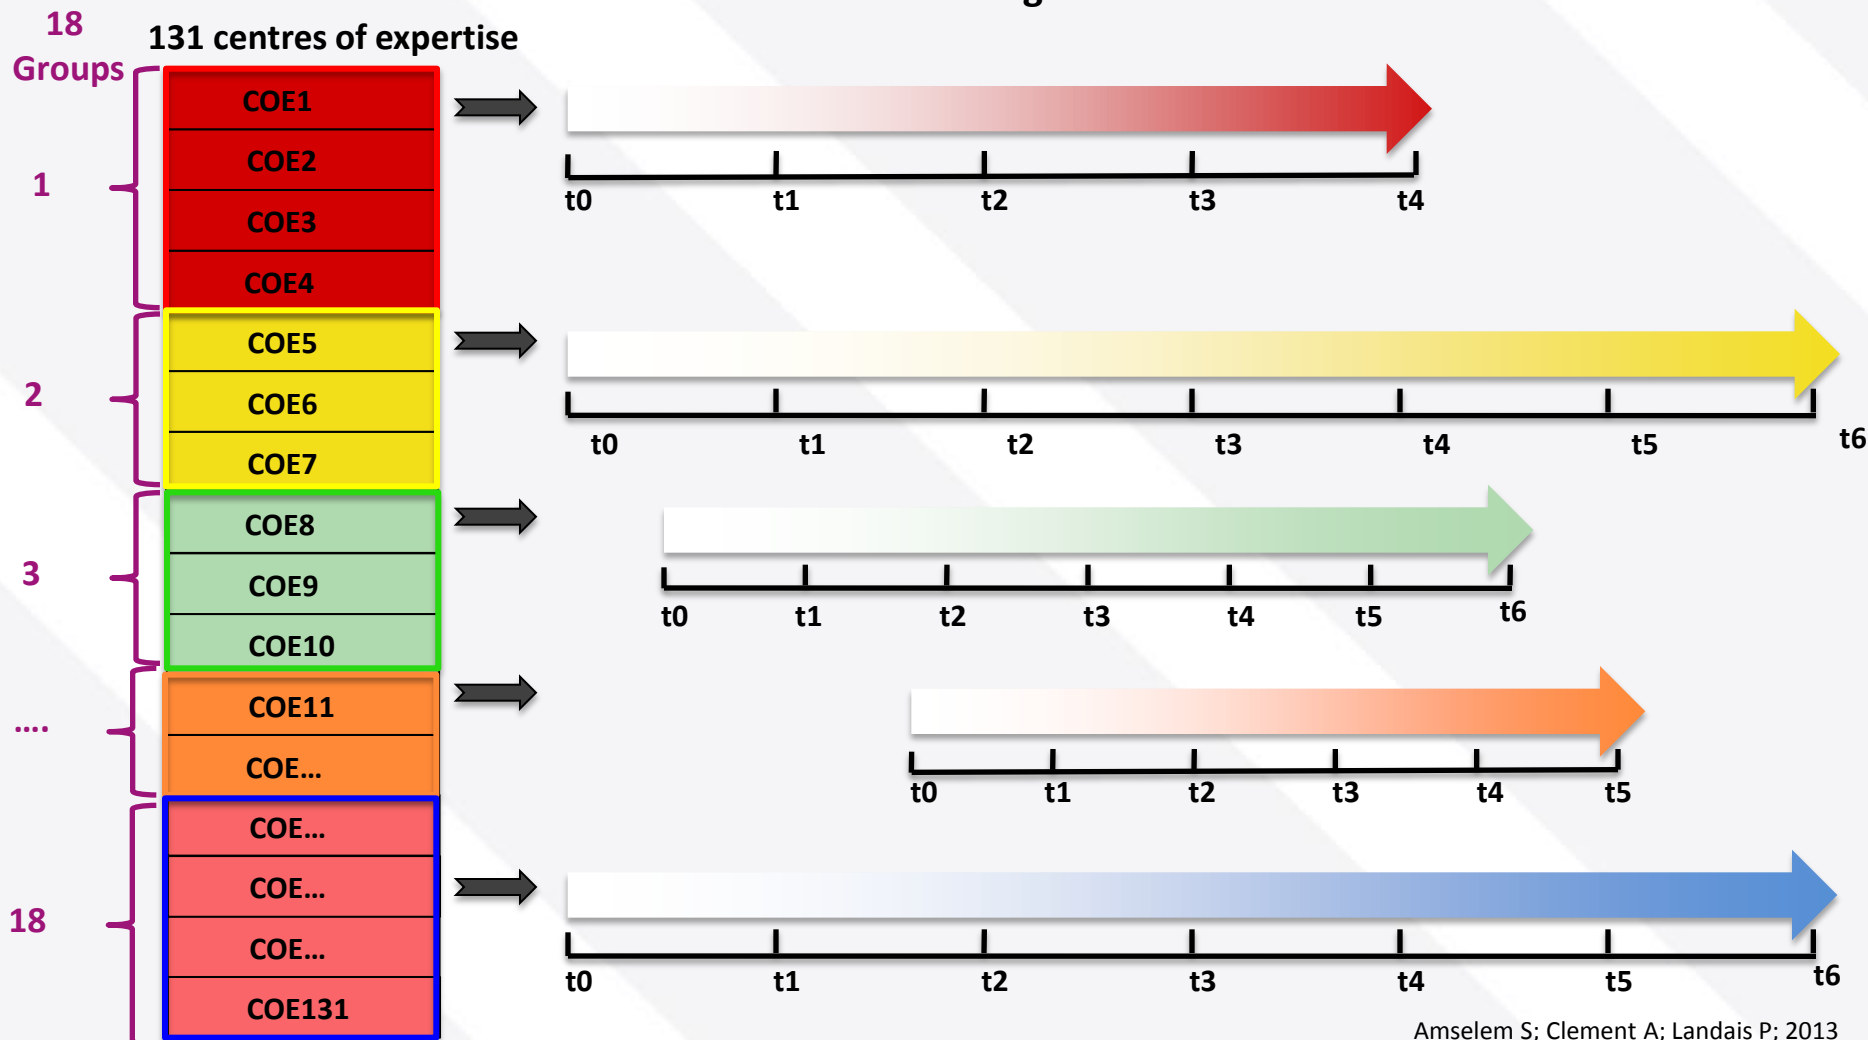 18
Groups
131 centres of expertise
1
COE1
COE2
COE3
COE4
t0 t1 t2 t3 t4
2
COE5
COE6
COE7
t0 t1 t2 t3 t4 t5 t6
3
COE8
COE9
COE10
t0 t1 t2 t3 t4 t5 t6
....
COE11
COE...
t0 t1 t2 t3 t4 t5
18
COE...
COE...
COE...
COE131
t0 t1 t2 t3 t4 t5 t6
Amselem S; Clement A; Landais P; 2013